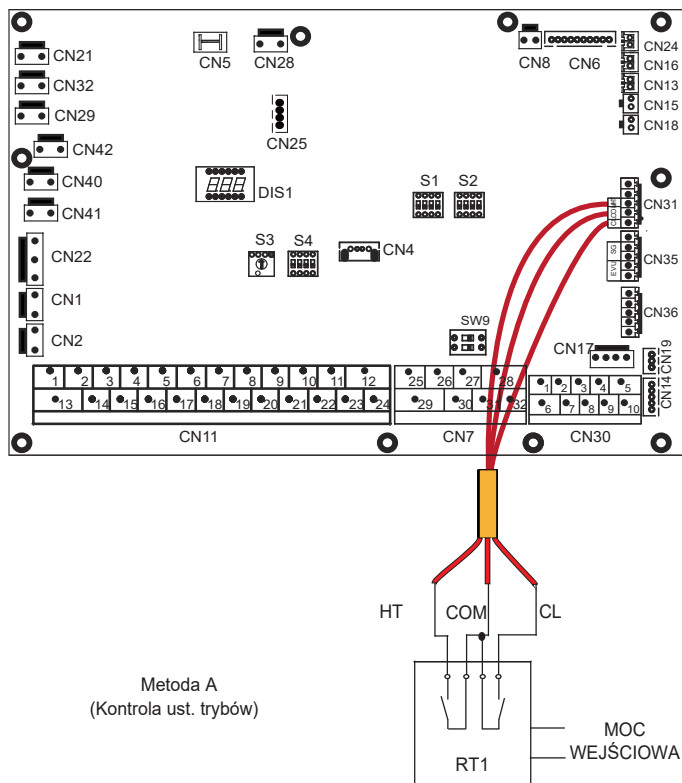 CN21
CN32
CN29
CN42
CN40
CN41
CN22
CN1
CN2
CN5
CN28
CN25
DIS1
S3
S4
CN4
S1
S2
SW9
CN8
CN6
CN24
CN16
CN13
CN15
CN18
CN31
SG
EVU
CN35
CN36
CN17
CN19
CN14
1 2 3 4 5 6 7 8 9 10 11 12
13 14 15 16 17 18 19 20 21 22 23 24
CN11
25 26 27 28
29 30 31 32
CN7
1 2 3 4 5
6 7 8 9 10
CN30
HT COM CL
Metoda A
(Kontrola ust. trybów)
RT1
MOC
WEJŚCIOWA